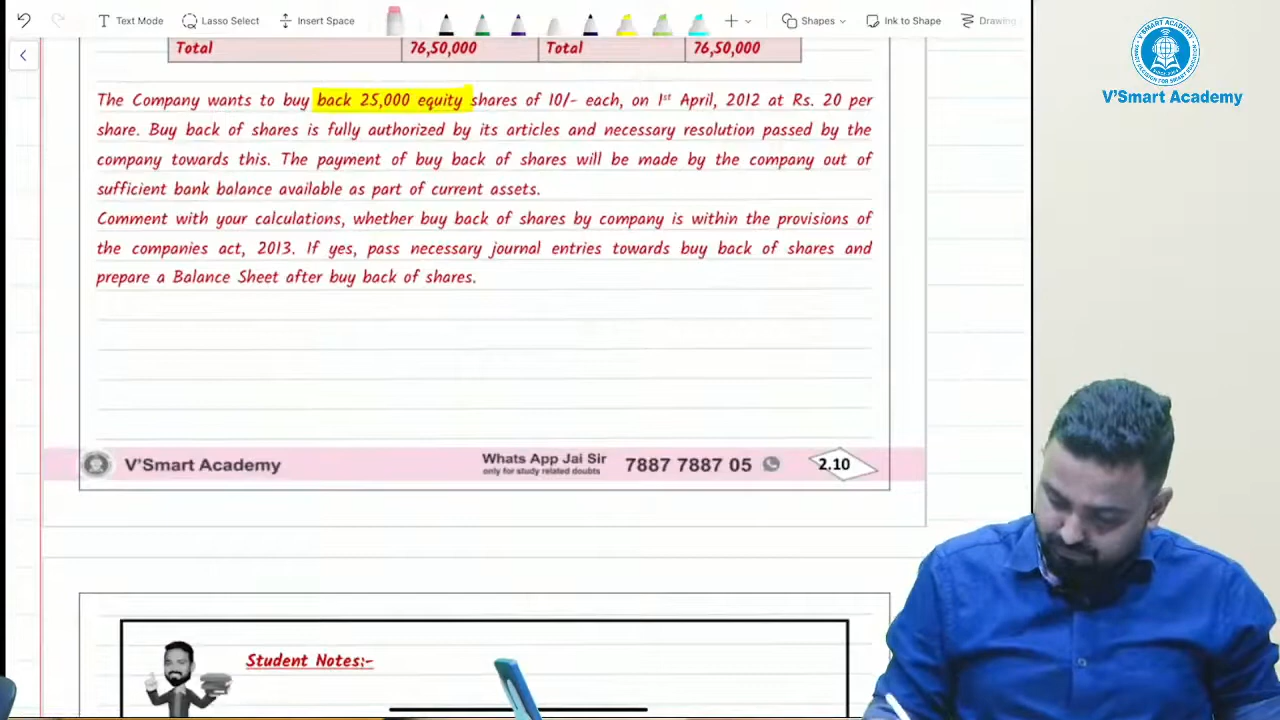 Text Mode Lasso Select Insert Space Shapes Ink to Shape Drawing
Total 76,50,000 Total 76,50,000
V'Smart Academy
The Company wants to buy back 25,000 equity shares of 10/- each, on 1st April, 2012 at Rs. 20 per
share. Buy back of shares is fully authorized by its articles and necessary resolution passed by the
company towards this. The payment of buy back of shares will be made by the company out of
sufficient bank balance available as part of current assets.
Comment with your calculations, whether buy back of shares by company is within the provisions of
the companies act, 2013. If yes, pass necessary journal entries towards buy back of shares and
prepare a Balance Sheet after buy back of shares.
V'Smart Academy
Whats App Jai Sir
only for study related doubts
7887 7887 05
2.10
Student Notes:-